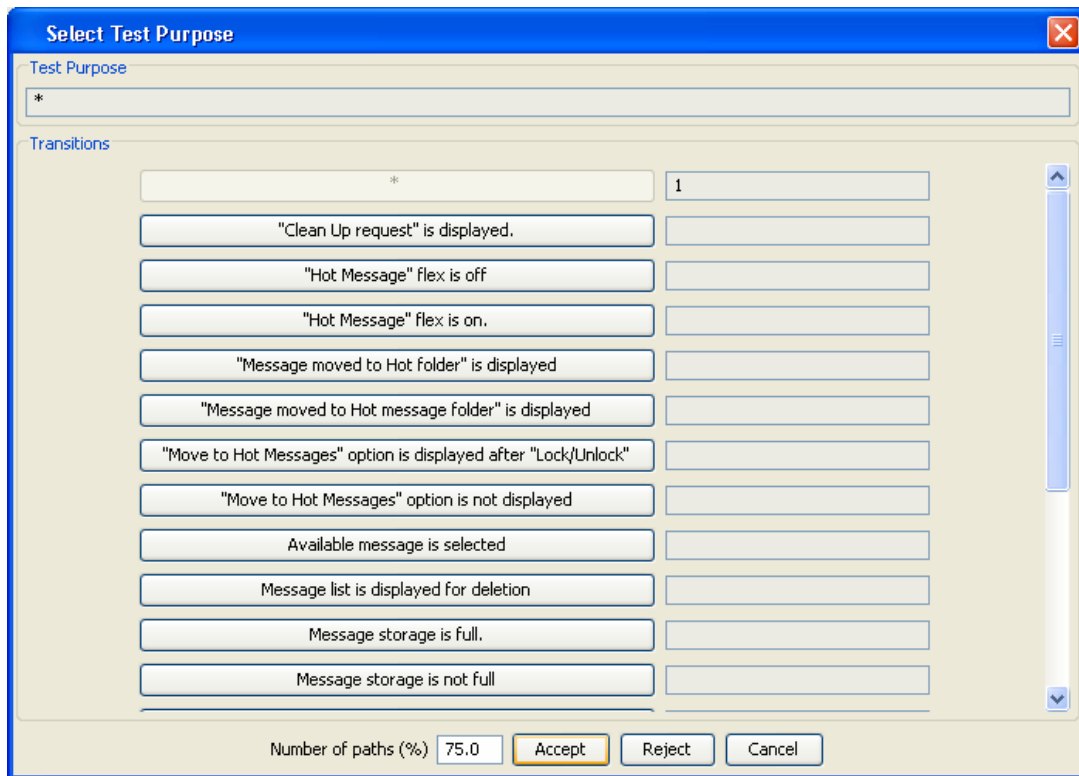 Select Test Purpose
Test Purpose
*
Transitions
* 1
"Clean Up request" is displayed.
"Hot Message" flex is off
"Hot Message" flex is on.
"Message moved to Hot folder" is displayed
"Message moved to Hot message folder" is displayed
"Move to Hot Messages" option is displayed after "Lock/Unlock"
"Move to Hot Messages" option is not displayed
Available message is selected
Message list is displayed for deletion
Message storage is full.
Message storage is not full
Number of paths (%) 75.0 Accept Reject Cancel